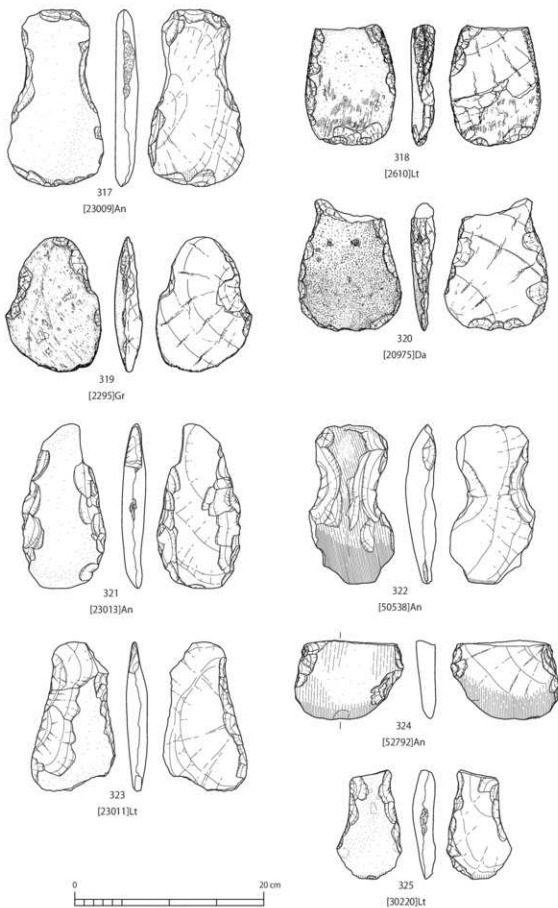 317
[23009]An
318
[2610]Lt
319
[2295]Gr
320
[20975]Da
321
[23013]An
322
[50538]An
323
[23011]Lt
324
[52792]An
325
[30220]Lt
0
20 cm